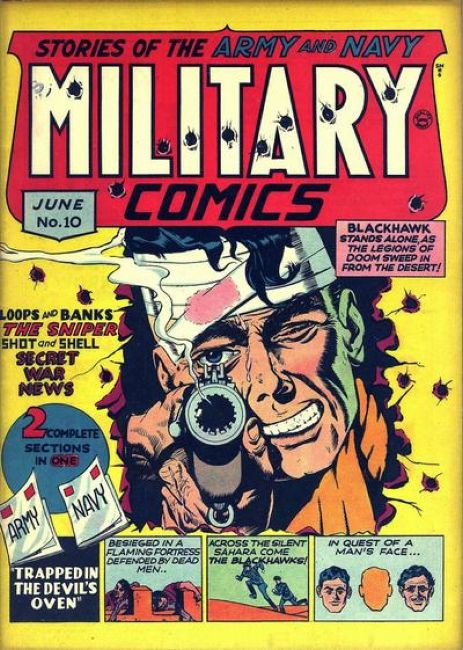 STORIES OF THE ARMY AND NAVY
MILITARY
COMICS
JUNE
No. 10
BLACKHAWK
STANDS ALONE, AS
THE LEGIONS OF
DOOM SWEEP IN
FROM THE DESERT!
LOOPS AND BANKS
THE SNIPER
SHOT and SHELL
SECRET
WAR
NEWS
2 COMPLETE
SECTIONS
IN ONE
ARMY
NAVY
"TRAPPED IN
THE DEVIL'S
OVEN"
BESIEGED IN A
FLAMING FORTRESS
DEFENDED BY DEAD
MEN..
ACROSS THE SILENT
SAHARA COME
THE BLACKHAWKS!
IN QUEST OF A
MAN'S FACE...